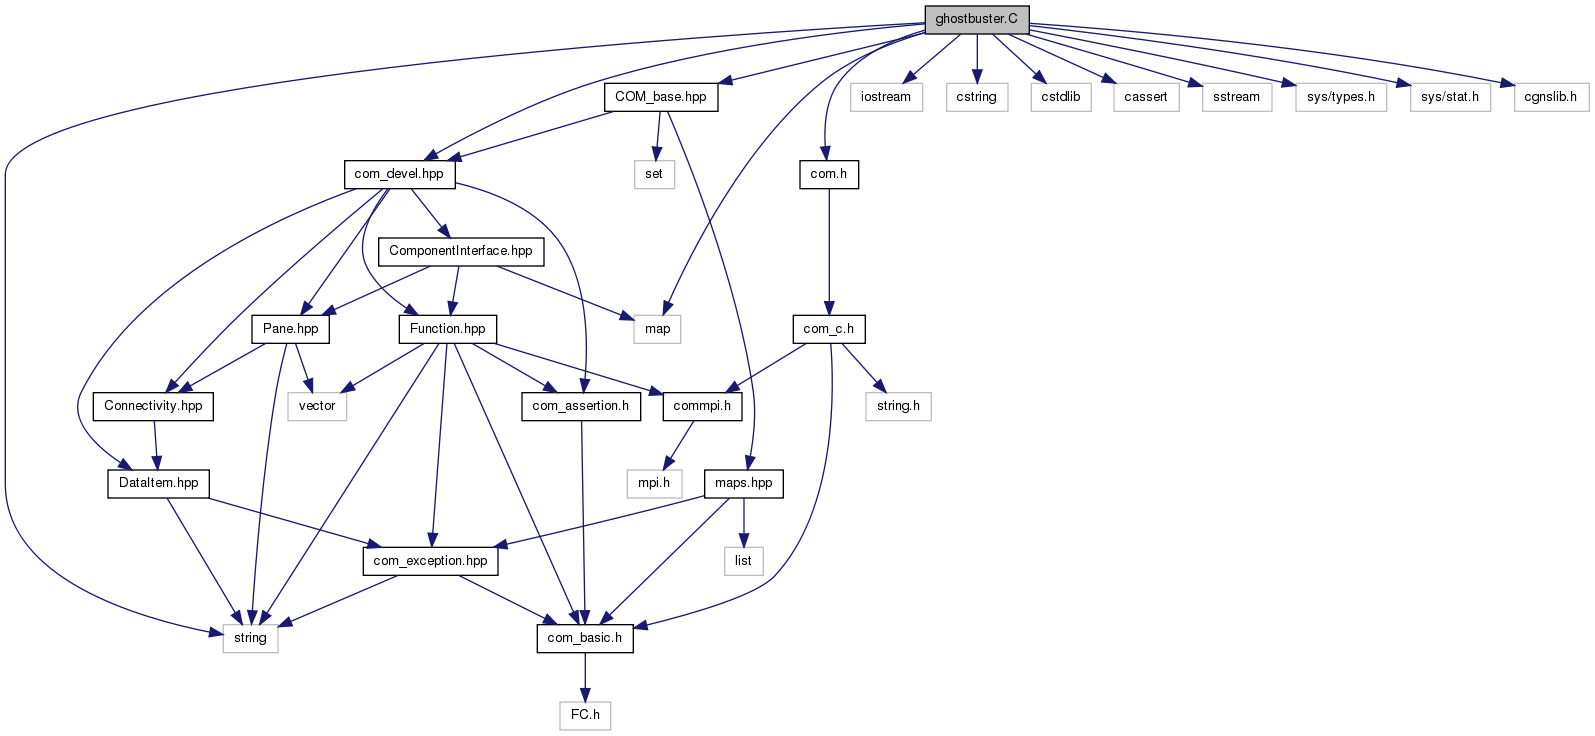 ghostbuster.C
COM_base.hpp
iostream
cstring
cstdlib
cassert
sstream
sys/types.h
sys/stat.h
cgnslib.h
com_devel.hpp
set
com.h
ComponentInterface.hpp
Pane.hpp
Function.hpp
map
com_c.h
Connectivity.hpp
vector
com_assertion.h
commpi.h
string.h
DataItem.hpp
mpi.h
maps.hpp
com_exception.hpp
list
string
com_basic.h
FC.h